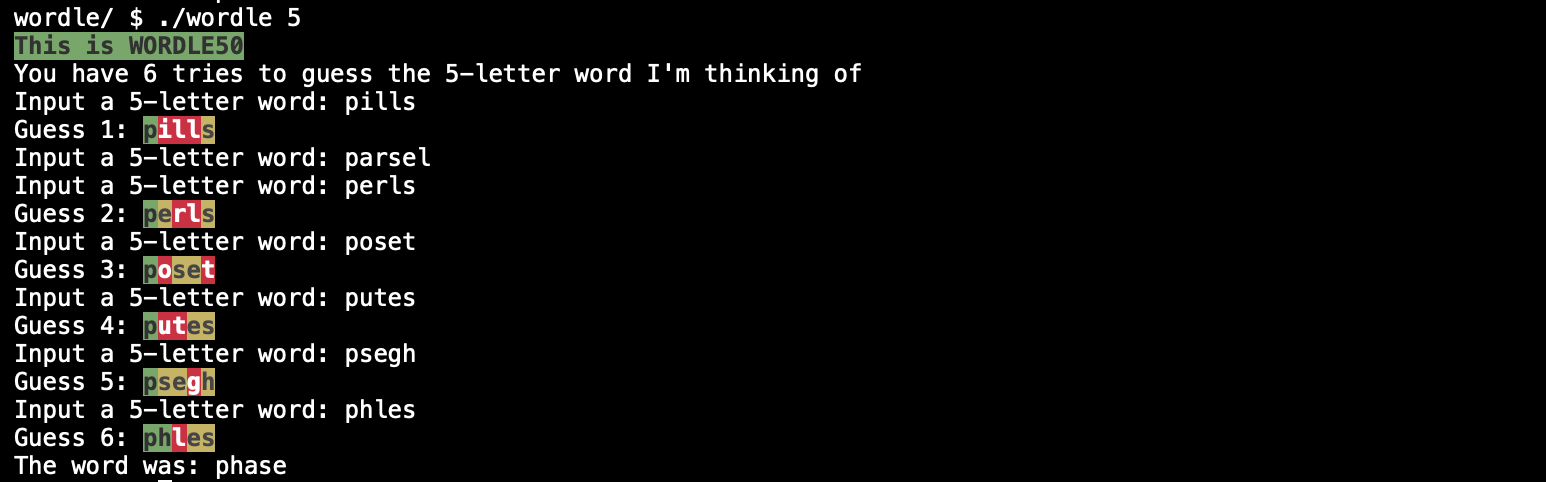 wordle/ $ ./wordle 5
This is WORDLE50
You have 6 tries to guess the 5-letter word I'm thinking of
Input a 5-letter word: pills
Guess 1: pills
Input a 5-letter word: parsel
Input a 5-letter word: perls
Guess 2: perls
Input a 5-letter word: poset
Guess 3: poset
Input a 5-letter word: putes
Guess 4: putes
Input a 5-letter word: psegh
Guess 5: psegh
Input a 5-letter word: phles
Guess 6: phles
The word was: phase